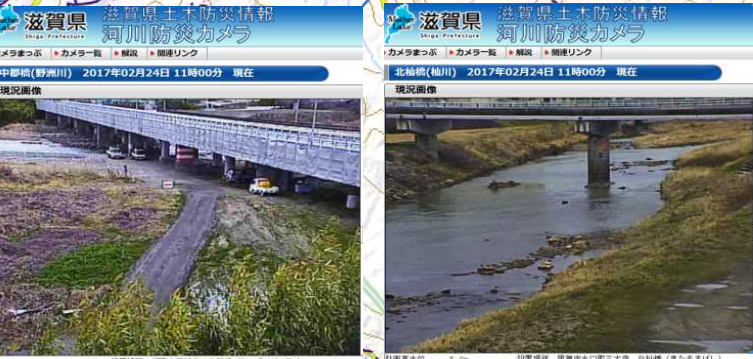 滋賀県
Shiga Prefecture
滋賀県土木防災情報
河川防災カメラ
メラまっぷ ▶カメラ一覧 ▶解説 ▶関連リンク
中郡橋(野洲川) 2017年02月24日 11時00分 現在
現況画像
Mother Lake
滋賀県
Shiga Prefecture
滋賀県土木防災情報
河川防災カメラ
カメラまっぷ ▶カメラ一覧 ▶解説 ▶関連リンク
北杣橋(杣川) 2017年02月24日 11時00分 現在
現況画像